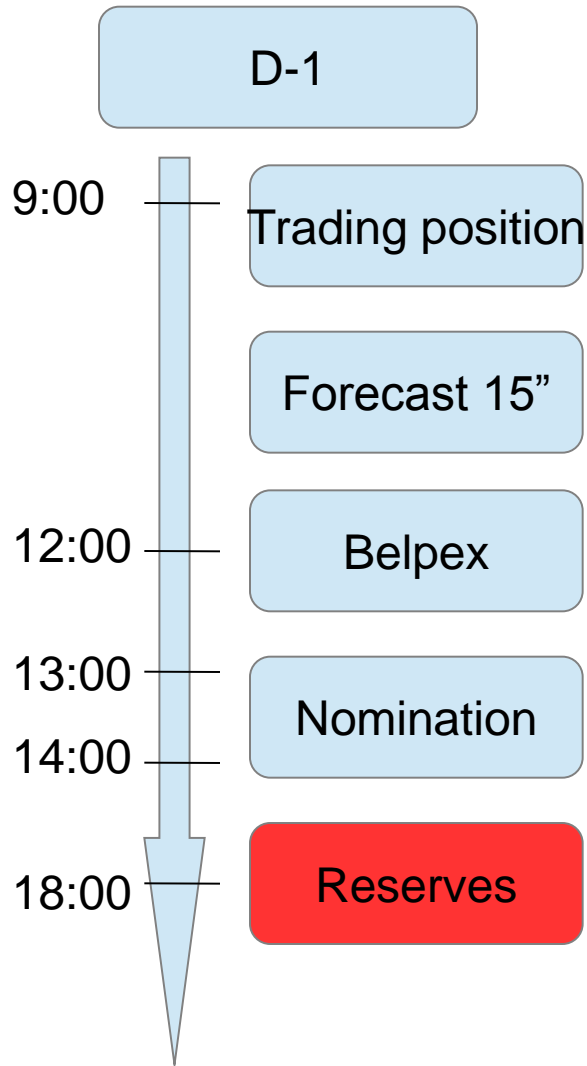 D-1
9:00
Trading position
Forecast 15”
12:00
Belpex
13:00
Nomination
14:00
Reserves
18:00